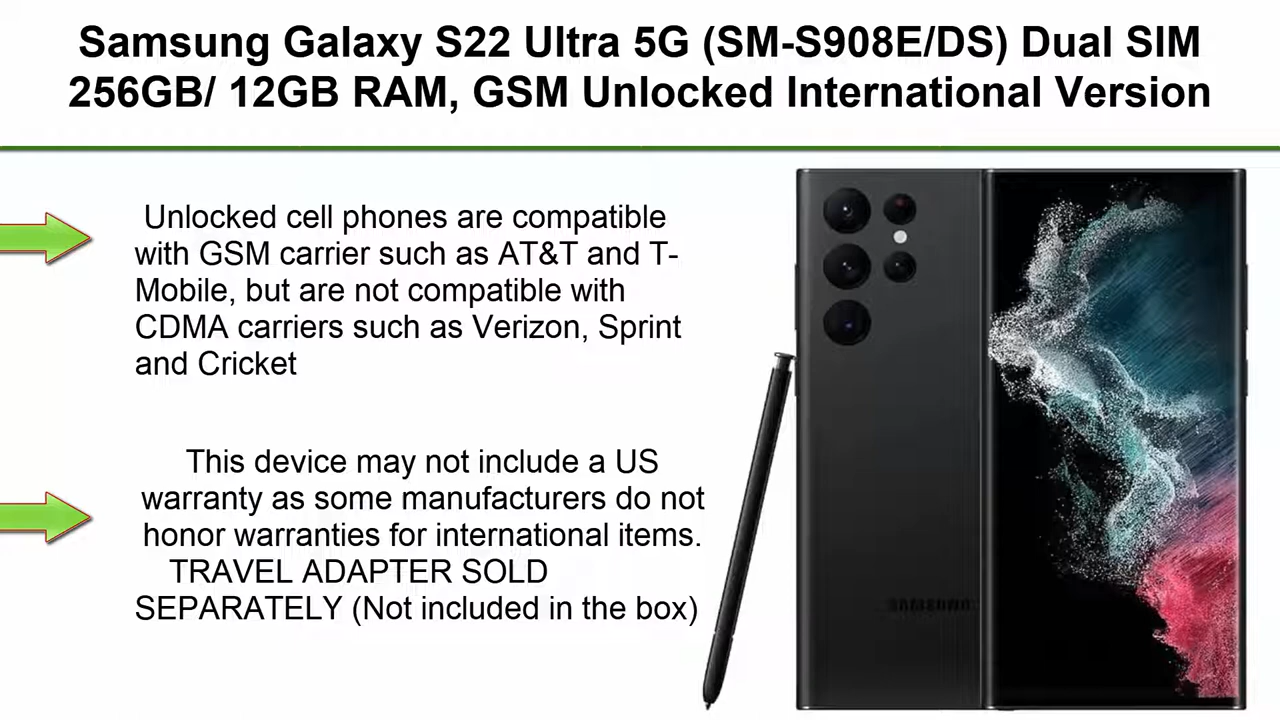 Samsung Galaxy S22 Ultra 5G (SM-S908E/DS) Dual SIM
256GB/ 12GB RAM, GSM Unlocked International Version
Unlocked cell phones are compatible
with GSM carrier such as AT&T and T-
Mobile, but are not compatible with
CDMA carriers such as Verizon, Sprint
and Cricket
This device may not include a US
warranty as some manufacturers do not
honor warranties for international items.
TRAVEL ADAPTER SOLD
SEPARATELY (Not included in the box)
SAMSUNG